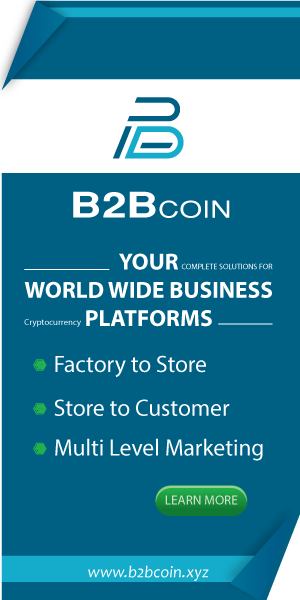 B2BCOIN
YOUR COMPLETE SOLUTIONS FOR
WORLD WIDE BUSINESS
Cryptocurrency PLATFORMS
Factory to Store
Store to Customer
Multi Level Marketing
LEARN MORE
www.b2bcoin.xyz